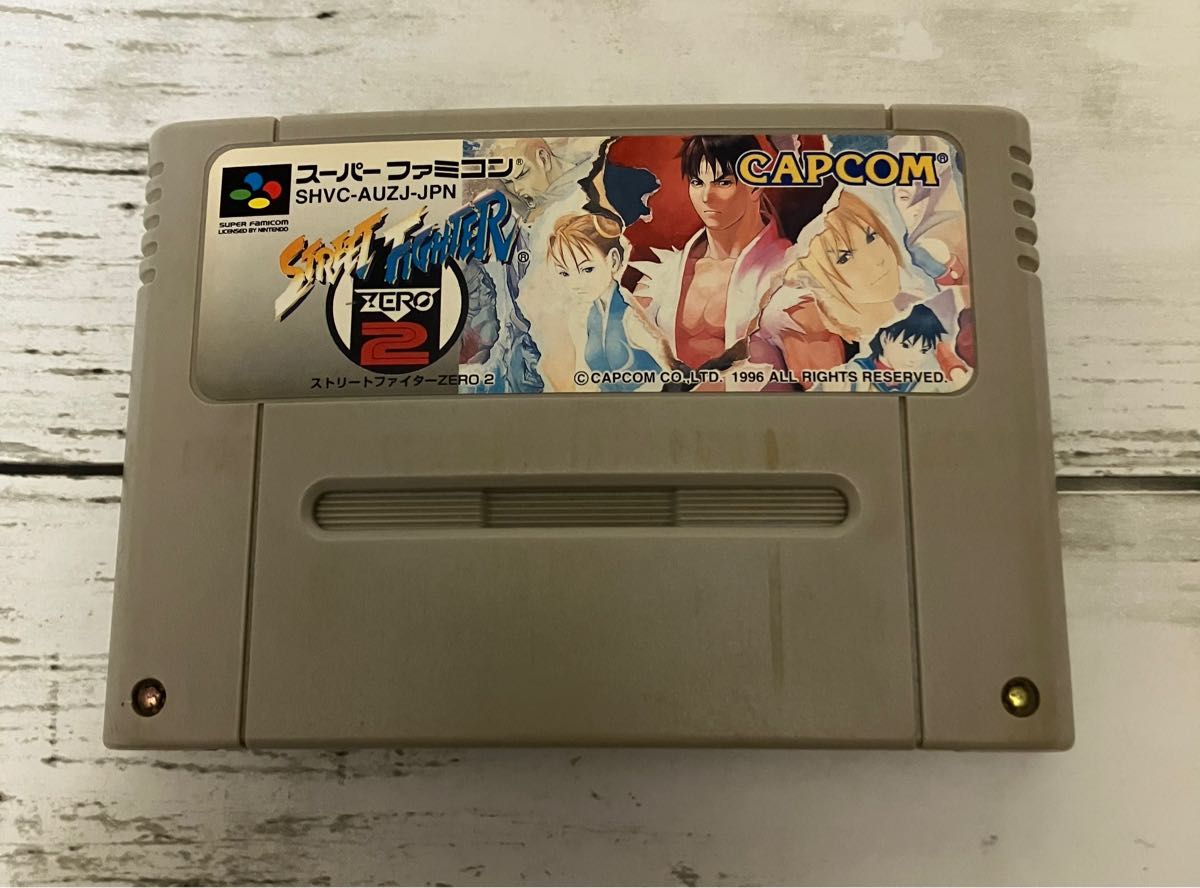 スーパーファミコン®
SHVC-AUZJ-JPN
SUPER FAMICOM
LICENSED BY NINTENDO
CAPCOM®
STREET FIGHTER®
ZERO
2
ストリートファイターZERO 2
©CAPCOM CO.,LTD. 1996 ALL RIGHTS RESERVED.